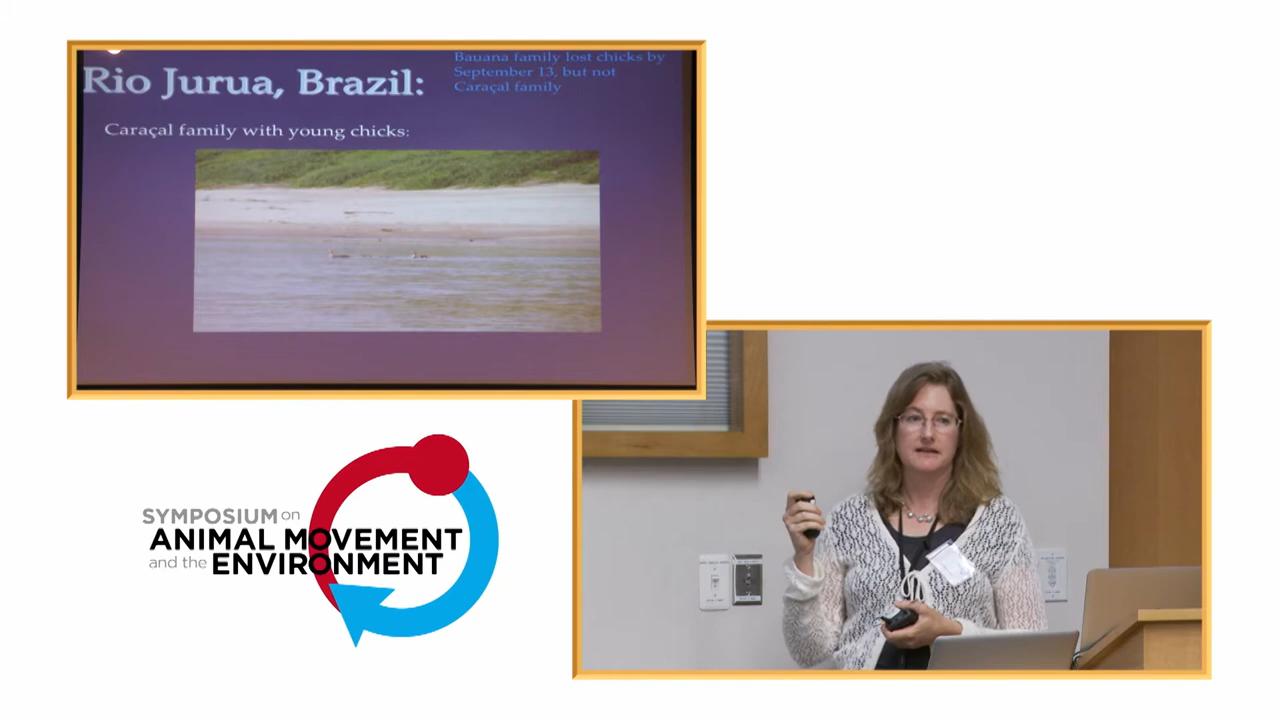 Rio Jurua, Brazil:
Bauana family lost chicks by
September 13, but not
Caraçal family
Caraçal family with young chicks:
SYMPOSIUM on
ANIMAL MOVEMENT
and the ENVIRONMENT